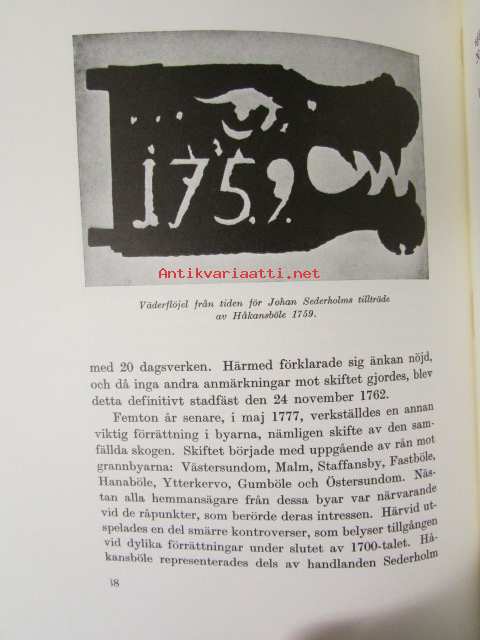 1759.
Antikvariaatti.net
Väderflöjel från tiden för Johan Sederholms tillträde
av Håkansböle 1759.
med 20 dagsverken. Härmed förklarade sig änkan nöjd,
och då inga andra anmärkningar mot skiftet gjordes, blev
detta definitivt stadfäst den 24 november 1762.
Femton år senare, i maj 1777, verkställdes en annan
viktig förrättning i byarna, nämligen skifte av den sam-
fällda skogen. Skiftet började med uppgående av rån mot
grannbyarna: Västersundom, Malm, Staffansby, Fastböle,
Hanaböle, Ytterkervo, Gumböle och Östersundom. Näs-
tan alla hemmansägare från dessa byar var närvarande
vid de råpunkter, som berörde deras intressen. Härvid ut-
spelades en del smärre kontroverser, som belyser tillgången
vid dylika förrättningar under slutet av 1700-talet. Hå-
kansböle representerades dels av handlanden Sederholm